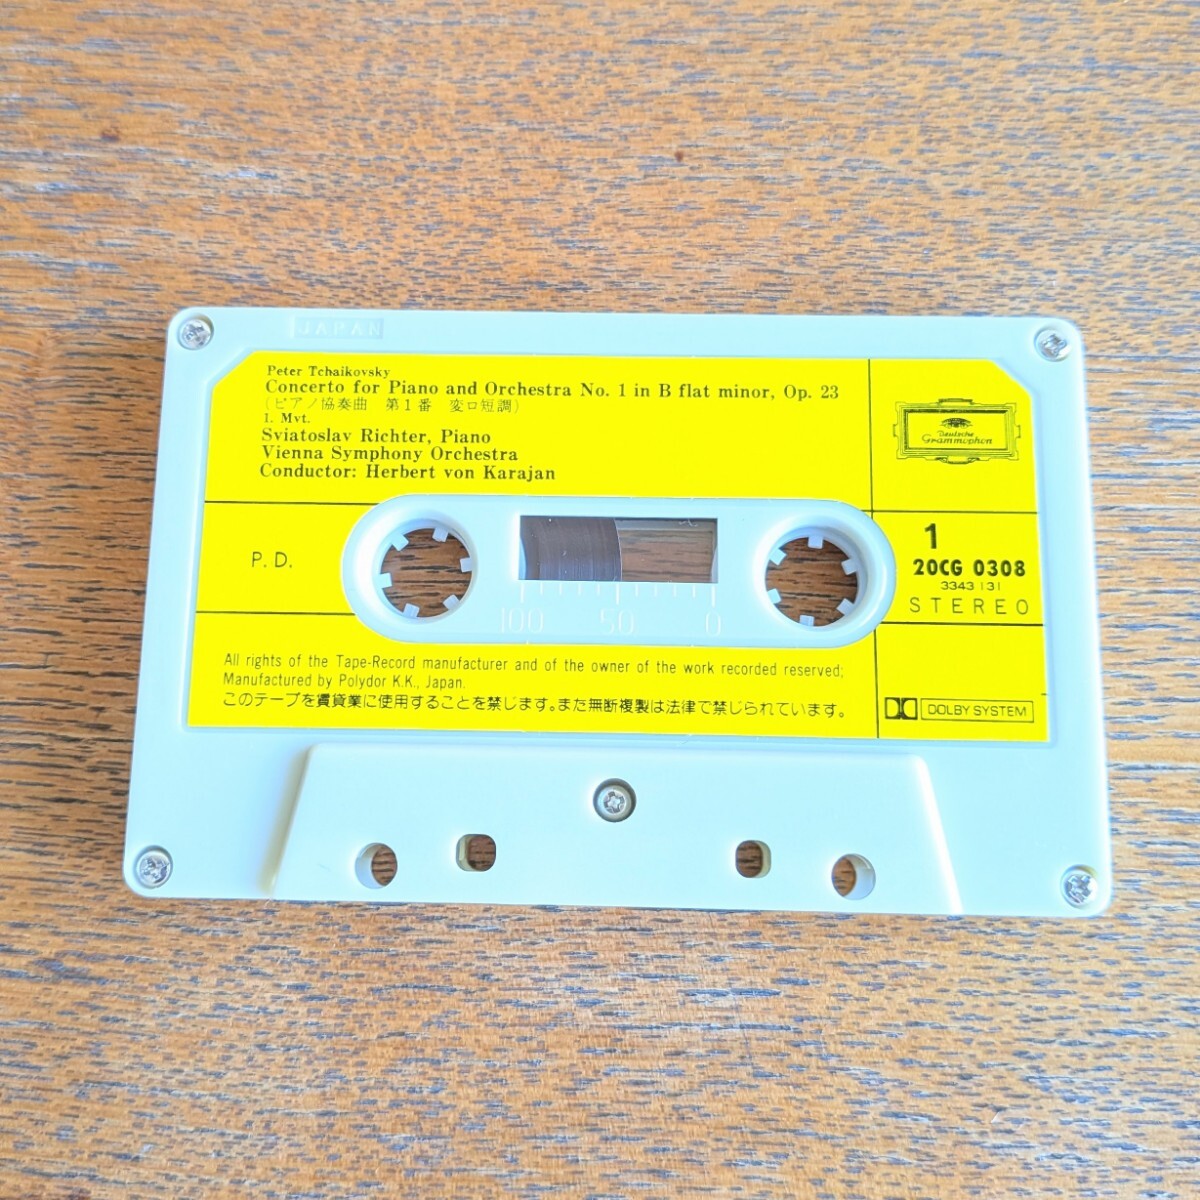 JAPAN
Peter Tchaikovsky
Concerto for Piano and Orchestra No. 1 in B flat minor, Op. 23
(ピアノ協奏曲 第1番 変ロ短調)
1. Mvt.
Sviatoslav Richter, Piano
Vienna Symphony Orchestra
Conductor: Herbert von Karajan
Deutsche
Grammophon
P. D.
1
20CG 0308
3343 131
STEREO
100 50 0
All rights of the Tape-Record manufacturer and of the owner of the work recorded reserved;
Manufactured by Polydor K.K., Japan.
このテープを賃貸業に使用することを禁じます。また無断複製は法律で禁じられています。
DOLBY SYSTEM